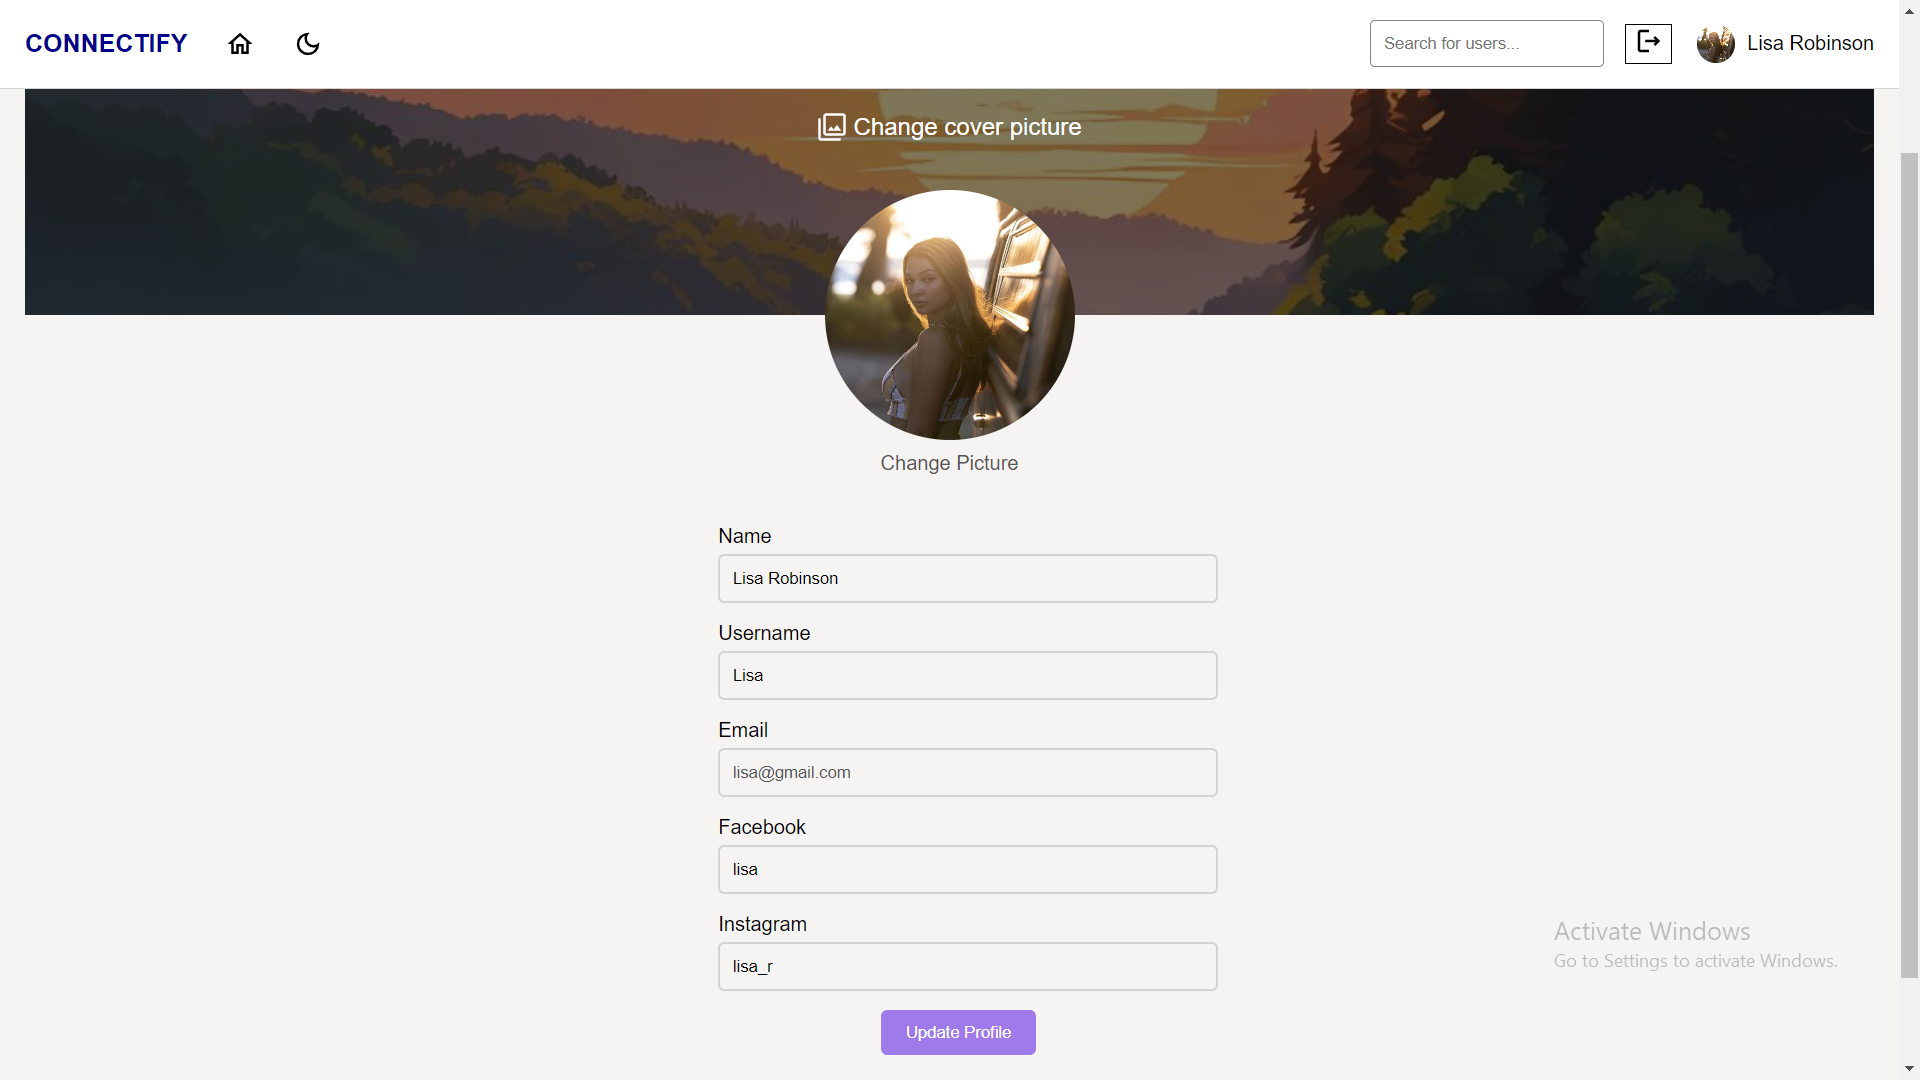 CONNECTIFY
Search for users...
Lisa Robinson
Change cover picture
Change Picture
Name
Lisa Robinson
Username
Lisa
Email
lisa@gmail.com
Facebook
lisa
Instagram
lisa_r
Update Profile
Activate Windows
Go to Settings to activate Windows.